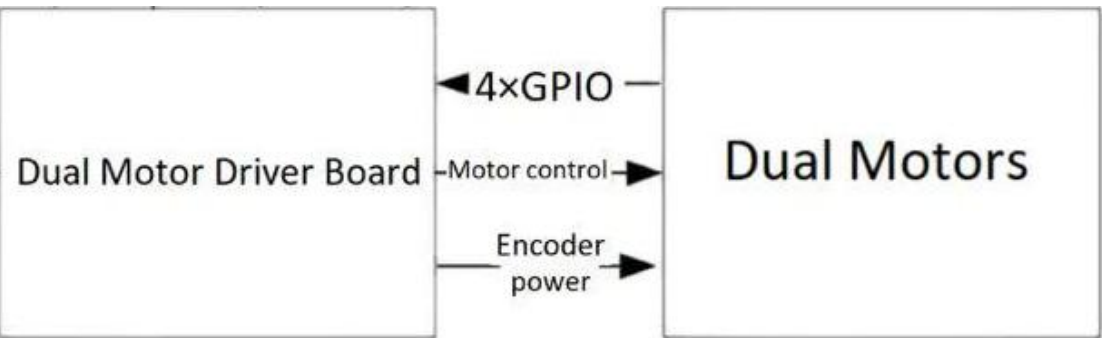 4×GPIO
Dual Motor Driver Board
Motor control
Dual Motors
Encoder
power